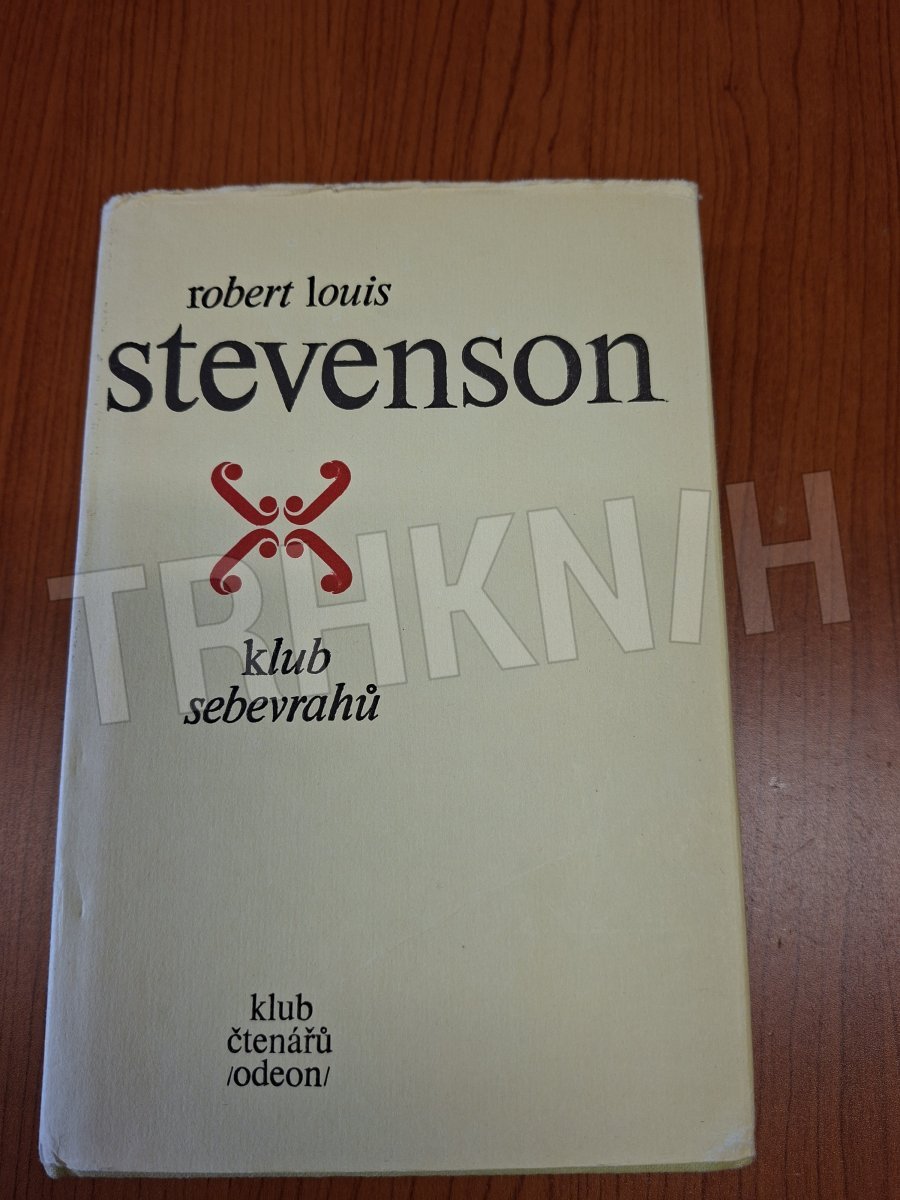 robert louis
stevenson
TRHKNIH
klub
sebevrahů
klub
čtenářů
/odeon/